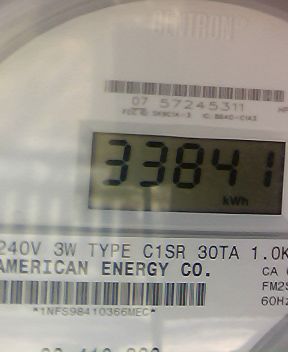 CENTRON
07 57245311
33841
kWh
240V 3W TYPE C1SR 30TA 1.0K
AMERICAN ENERGY CO.
CA
FM2S
60Hz
*1NFS98410366MEC*